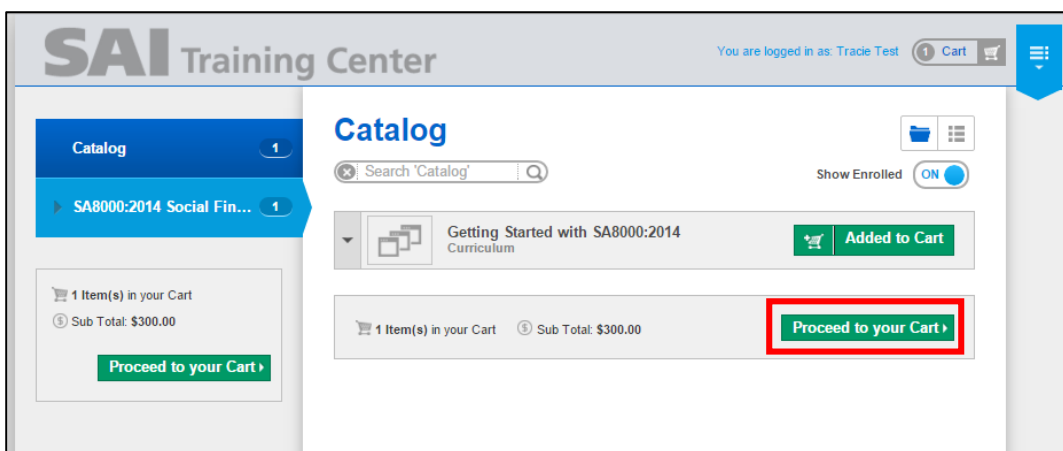 SAI Training Center
You are logged in as: Tracie Test
1 Cart
Catalog 1
SA8000:2014 Social Fin... 1
1 Item(s) in your Cart
Sub Total: $300.00
Proceed to your Cart
Catalog
Search 'Catalog'
Show Enrolled ON
Getting Started with SA8000:2014
Curriculum
Added to Cart
1 Item(s) in your Cart $ Sub Total: $300.00
Proceed to your Cart